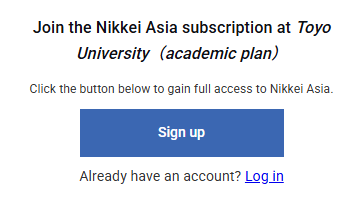 Join the Nikkei Asia subscription at Toyo
University（academic plan）
Click the button below to gain full access to Nikkei Asia.
Sign up
Already have an account? Log in